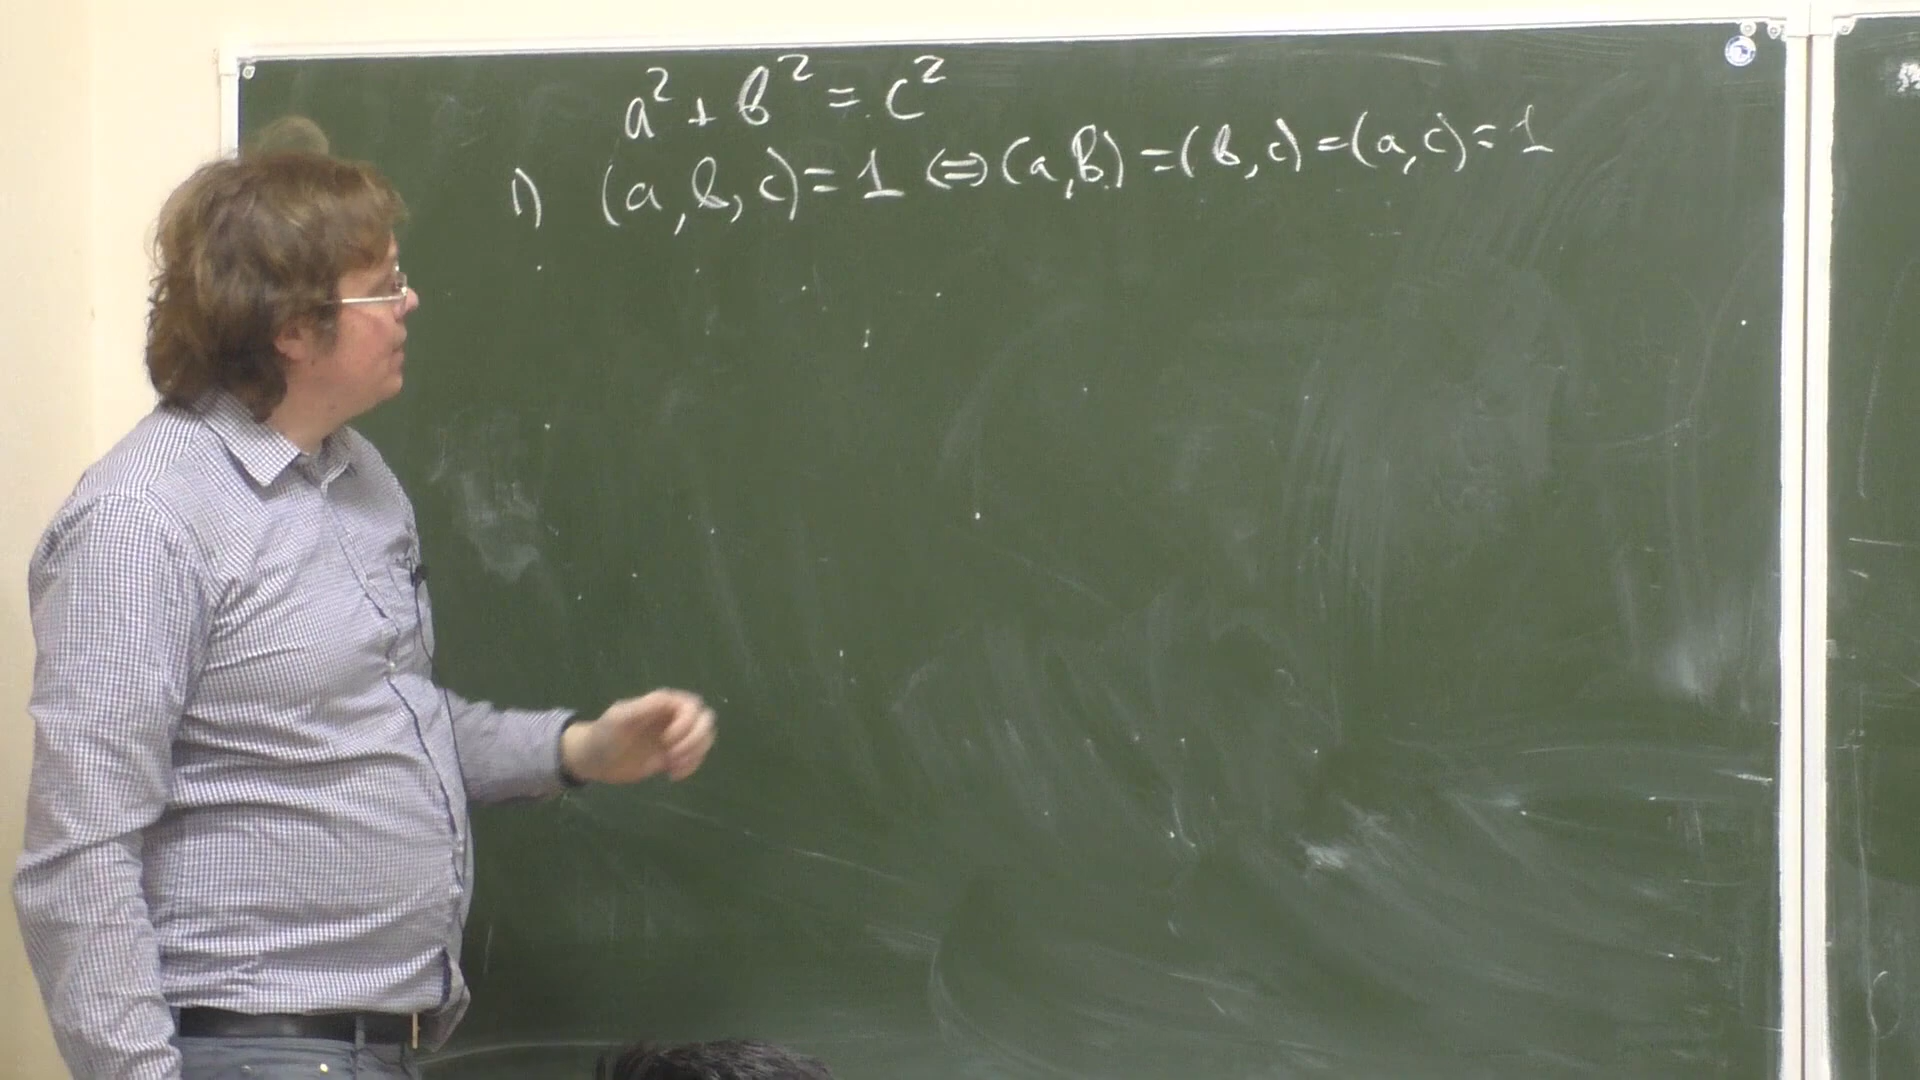 a² + b² = c²
1) (a, b, c) = 1 ⇔ (a, b) = (b, c) = (a, c) = 1